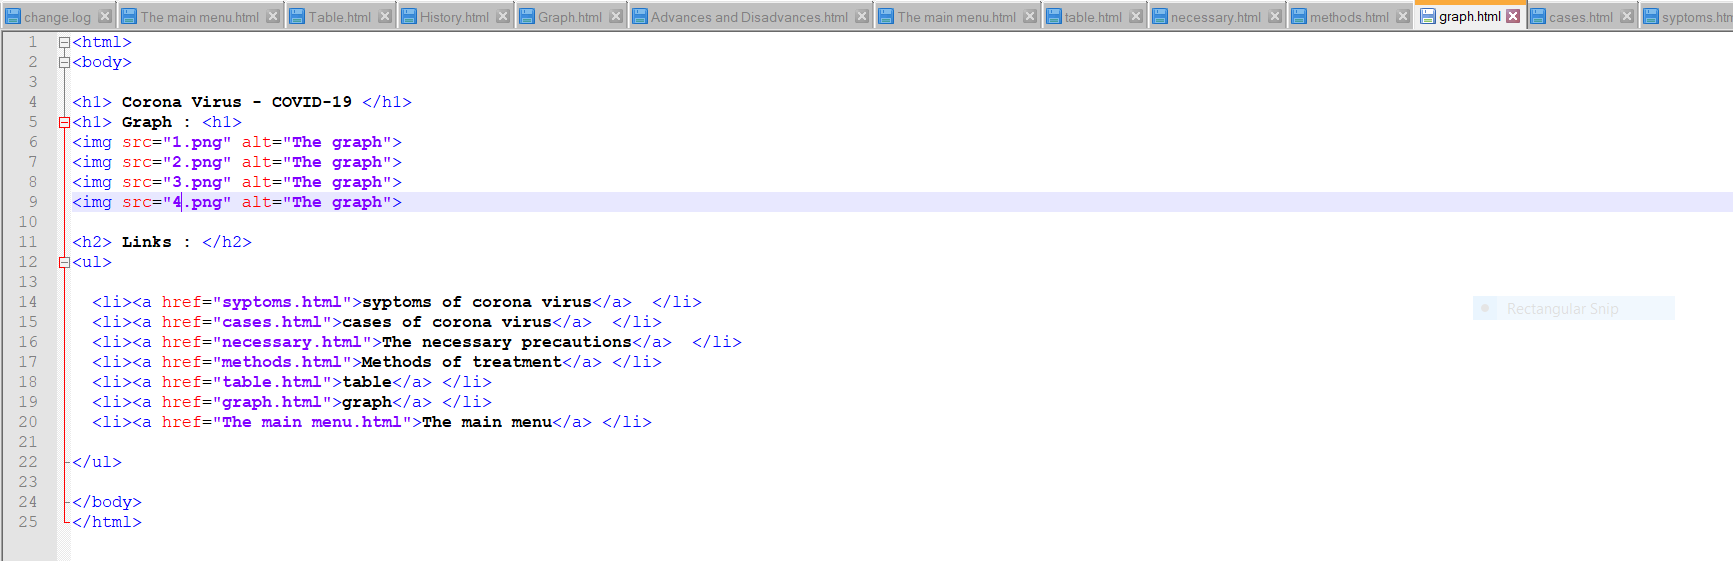 change.log The main menu.html Table.html History.html Graph.html Advances and Disadvances.html The main menu.html table.html necessary.html methods.html graph.html cases.html syptoms.htm
1 <html>
2 <body>
3
4 <h1> Corona Virus - COVID-19 </h1>
5 <h1> Graph : <h1>
6 <img src="1.png" alt="The graph">
7 <img src="2.png" alt="The graph">
8 <img src="3.png" alt="The graph">
9 <img src="4.png" alt="The graph">
10
11 <h2> Links : </h2>
12 <ul>
13
14 <li><a href="syptoms.html">syptoms of corona virus</a>  </li>
Rectangular Snip
15 <li><a href="cases.html">cases of corona virus</a>  </li>
16 <li><a href="necessary.html">The necessary precautions</a>  </li>
17 <li><a href="methods.html">Methods of treatment</a> </li>
18 <li><a href="table.html">table</a> </li>
19 <li><a href="graph.html">graph</a> </li>
20 <li><a href="The main menu.html">The main menu</a> </li>
21
22 </ul>
23
24 </body>
25 </html>